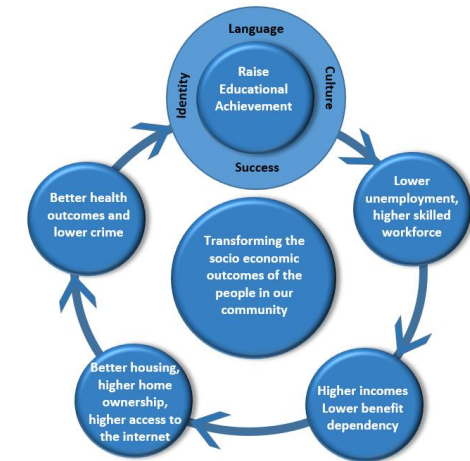 Language
Identity
Culture
Success
Raise
Educational
Achievement
Lower
unemployment,
higher skilled
workforce
Higher incomes
Lower benefit
dependency
Better housing,
higher home
ownership,
higher access to
the internet
Better health
outcomes and
lower crime
Transforming the
socio economic
outcomes of the
people in our
community